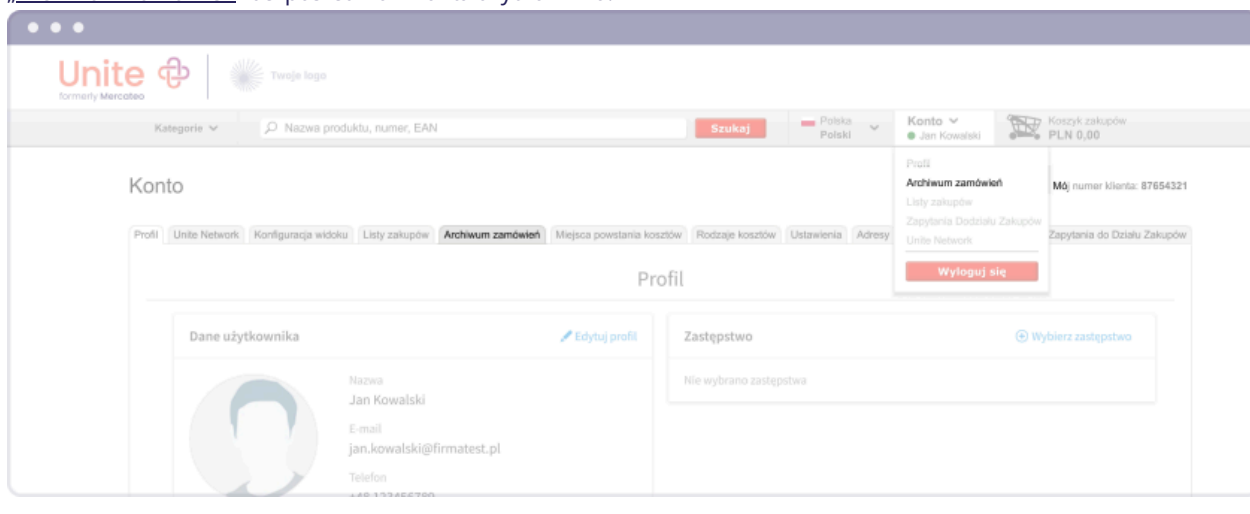 Unite
formerly Mercateo
Twoje logo
Kategorie
Nazwa produktu, numer, EAN
Szukaj
Polska
Polski
Konto
Jan Kowalski
Koszyk zakupów
PLN 0,00
Profil
Archiwum zamówień
Listy zakupów
Zapytania Dodziału Zakupów
Unite Network
Wyloguj się
Konto
Mój numer klienta: 87654321
Profil Unite Network Konfiguracja widoku Listy zakupów Archiwum zamówień Miejsca powstania kosztów Rodzaje kosztów Ustawienia Adresy Zapytania do Działu Zakupów
Profil
Dane użytkownika
Edytuj profil
Nazwa
Jan Kowalski
E-mail
jan.kowalski@firmatest.pl
Telefon
+48 123456789
Zastępstwo
Wybierz zastępstwo
Nie wybrano zastępstwa